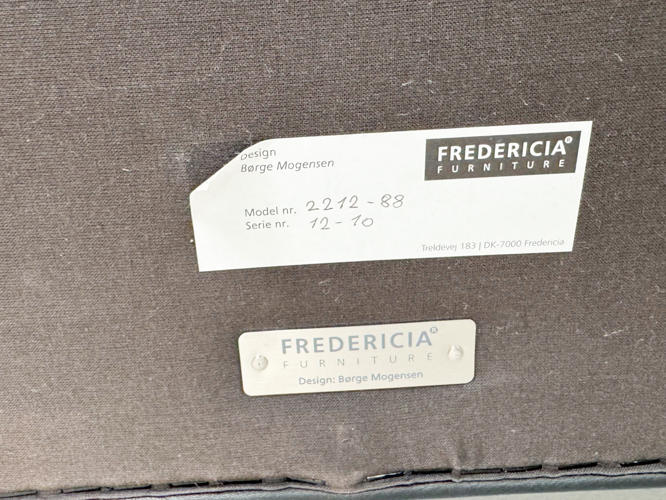 Design
Børge Mogensen
FREDERICIA®
FURNITURE
Model nr. 2212-88
Serie nr. 12-10
Treldevej 183 | DK-7000 Fredericia
FREDERICIA®
FURNITURE
Design: Børge Mogensen